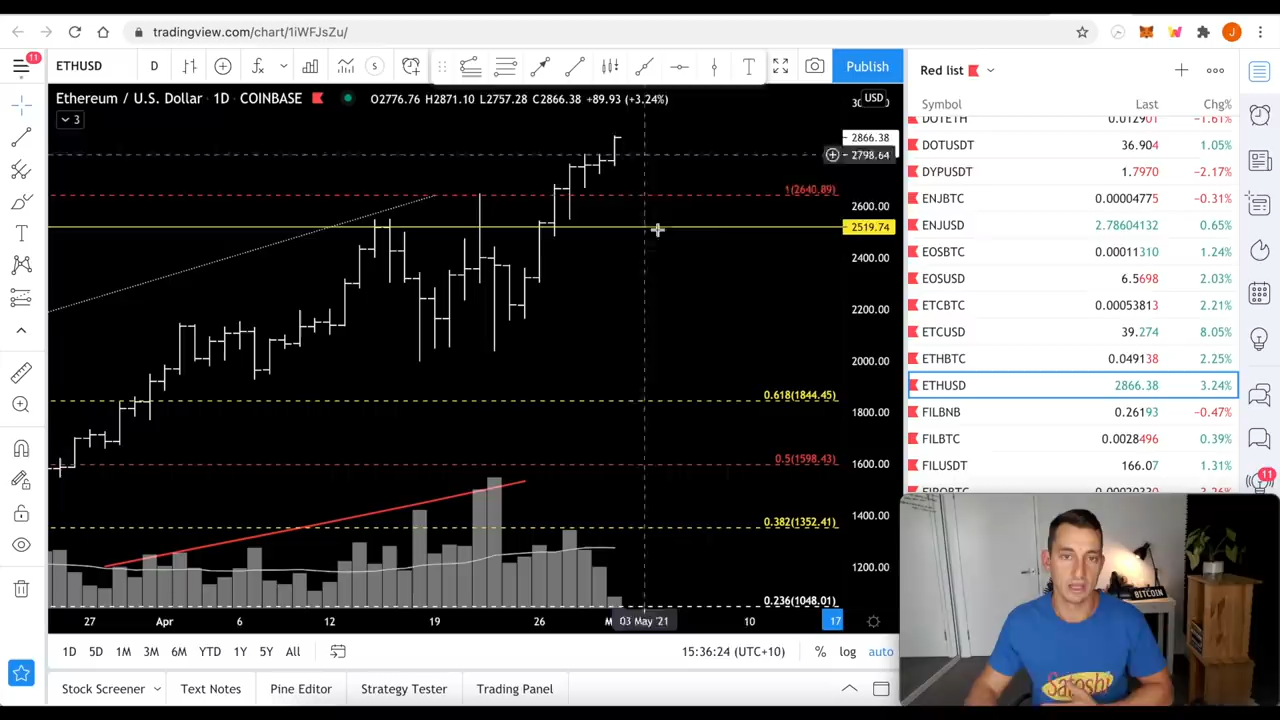 tradingview.com/chart/1iWFJsZu/
J
11
ETHUSD
D
S
Publish
Red list
Ethereum / U.S. Dollar · 1D · COINBASE
O2776.76 H2871.10 L2757.28 C2866.38 +89.93 (+3.24%)
USD
3
2866.38
2798.64
1(2640.89)
2600.00
2519.74
2400.00
2200.00
2000.00
0.618(1844.45)
1800.00
0.5(1598.43)
1600.00
1400.00
0.382(1352.41)
1200.00
0.236(1048.01)
27
Apr
6
12
19
26
03 May '21
10
17
1D 5D 1M 3M 6M YTD 1Y 5Y All
15:36:24 (UTC+10)
% log auto
Stock Screener
Text Notes
Pine Editor
Strategy Tester
Trading Panel
Symbol Last Chg%
DOTETH 0.012901 −1.61%
DOTUSDT 36.904 1.05%
DYPUSDT 1.7970 −2.17%
ENJBTC 0.00004775 −0.31%
ENJUSD 2.78604132 0.65%
EOSBTC 0.00011310 1.24%
EOSUSD 6.5698 2.03%
ETCBTC 0.00053813 2.21%
ETCUSD 39.274 8.05%
ETHBTC 0.049138 2.25%
ETHUSD 2866.38 3.24%
FILBNB 0.26193 −0.47%
FILBTC 0.0028496 0.39%
FILUSDT 166.07 1.31%
11
BITCOIN
Satoshi